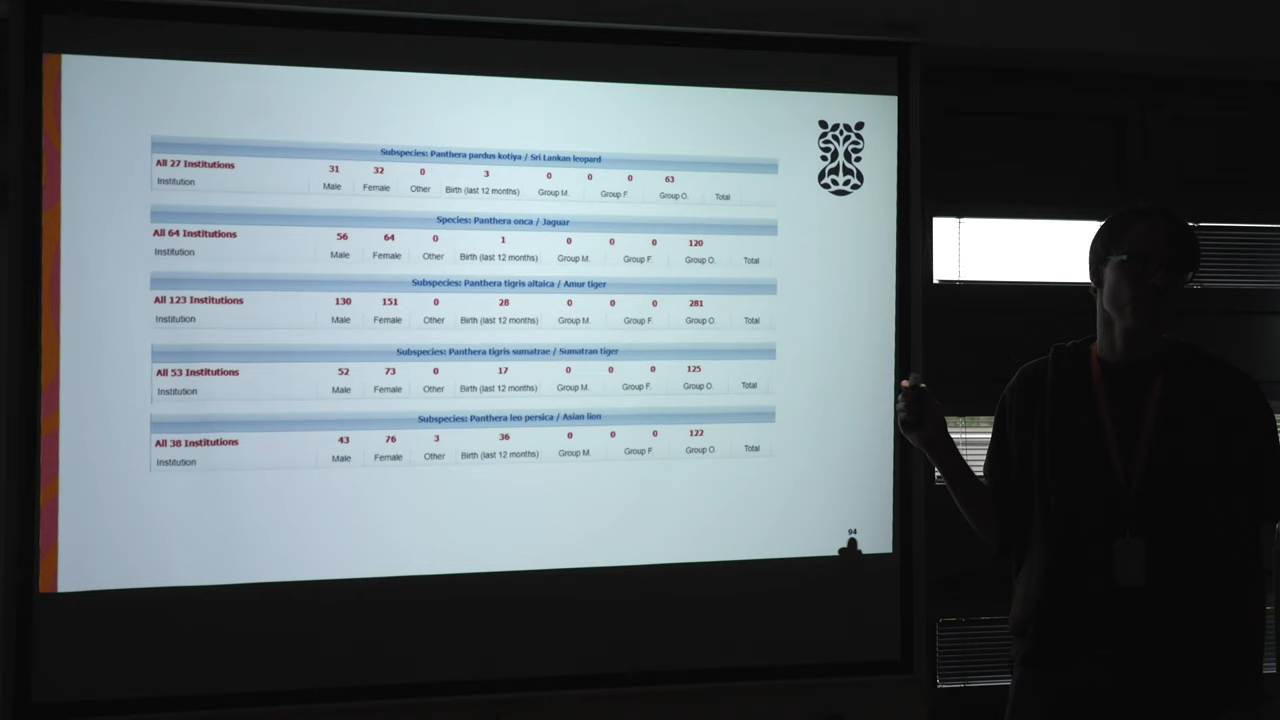 Subspecies: Panthera pardus kotiya / Sri Lankan leopard
All 27 Institutions 31 32 0 3 0 0 0 63
Institution Male Female Other Birth (last 12 months) Group M. Group F. Group O. Total
Species: Panthera onca / Jaguar
All 64 Institutions 56 64 0 1 0 0 0 120
Institution Male Female Other Birth (last 12 months) Group M. Group F. Group O. Total
Subspecies: Panthera tigris altaica / Amur tiger
All 123 Institutions 130 151 0 28 0 0 0 281
Institution Male Female Other Birth (last 12 months) Group M. Group F. Group O. Total
Subspecies: Panthera tigris sumatrae / Sumatran tiger
All 53 Institutions 52 73 0 17 0 0 0 125
Institution Male Female Other Birth (last 12 months) Group M. Group F. Group O. Total
Subspecies: Panthera leo persica / Asian lion
All 38 Institutions 43 76 3 36 0 0 0 122
Institution Male Female Other Birth (last 12 months) Group M. Group F. Group O. Total
94